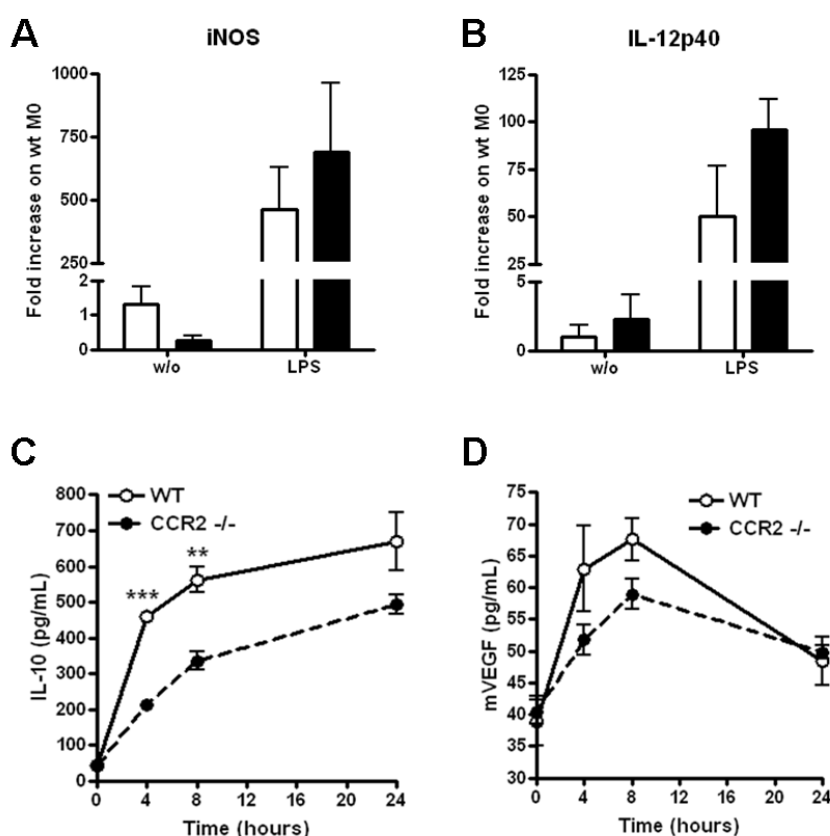 A
iNOS
Fold increase on wt M0
1000
750
500
250
2
1
0
w/o
LPS
B
IL-12p40
Fold increase on wt M0
125
100
75
50
25
5
0
w/o
LPS
C
WT
CCR2 -/-
IL-10 (pg/mL)
800
700
600
500
400
300
200
100
0
***
**
0
4
8
12
16
20
24
Time (hours)
D
WT
CCR2 -/-
mVEGF (pg/mL)
75
70
65
60
55
50
45
40
35
30
0
4
8
12
16
20
24
Time (hours)